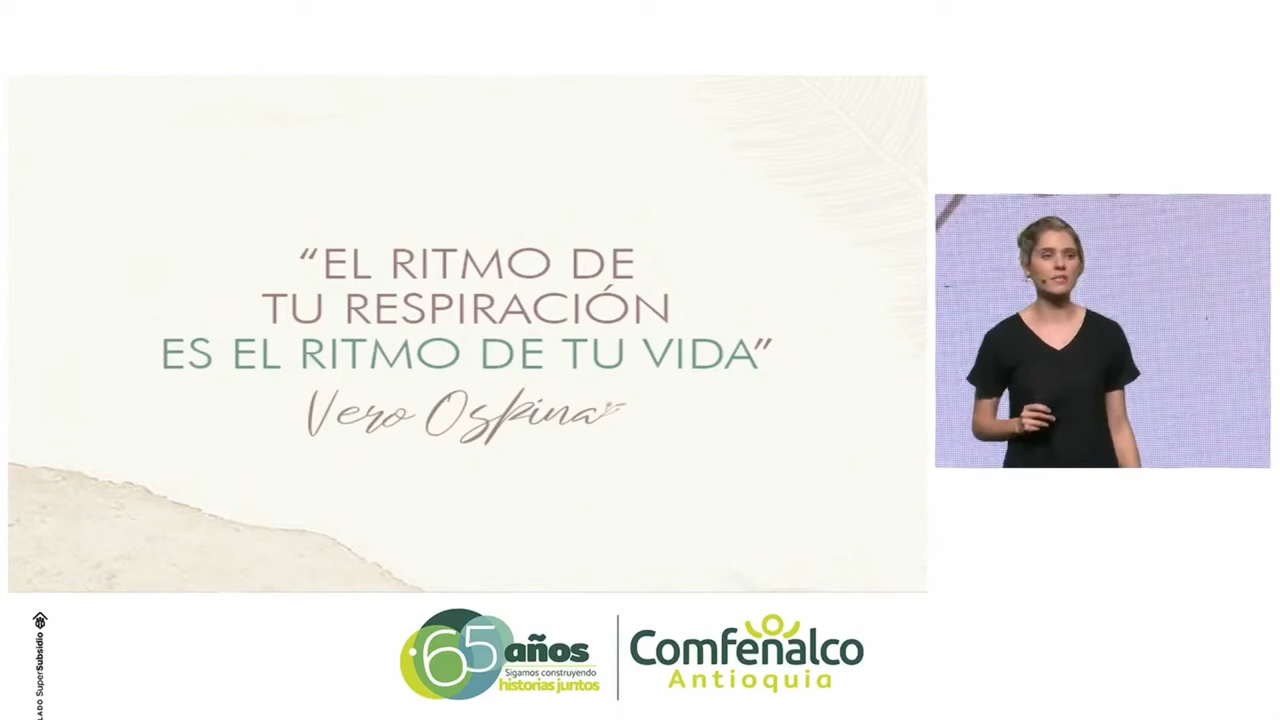 “EL RITMO DE
TU RESPIRACIÓN
ES EL RITMO DE TU VIDA”
Vero Ospina
65 años
Sigamos construyendo
historias juntos
Comfenalco
Antioquia
LADO SuperSubsidio